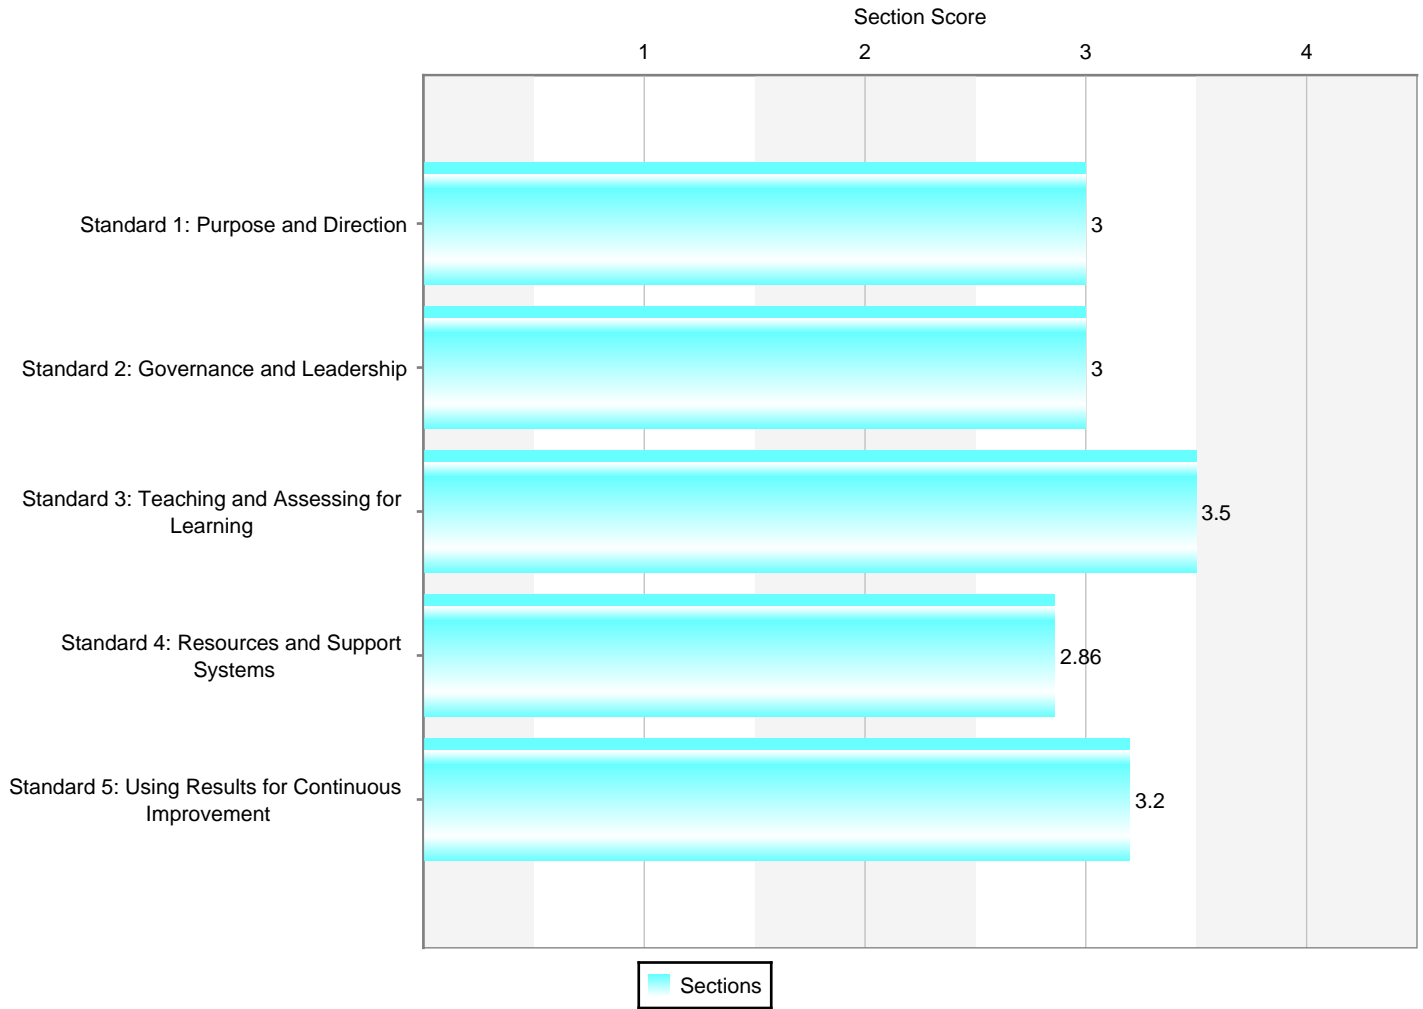 Section Score
1 2 3 4
Standard 1: Purpose and Direction
3
Standard 2: Governance and Leadership
3
Standard 3: Teaching and Assessing for
Learning
3.5
Standard 4: Resources and Support
Systems
2.86
Standard 5: Using Results for Continuous
Improvement
3.2
Sections